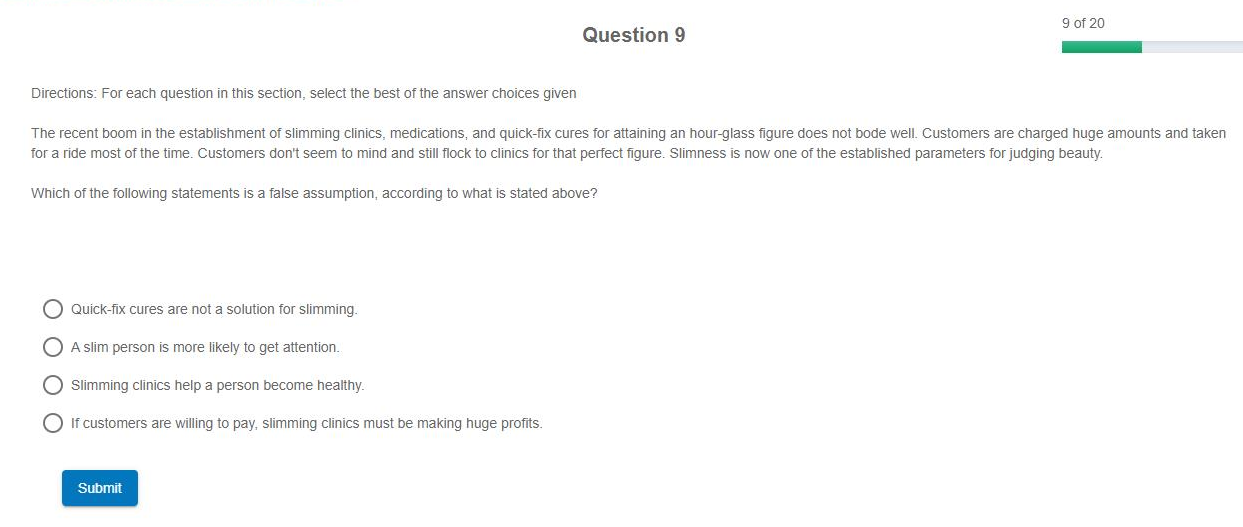 Question 9
9 of 20
Directions: For each question in this section, select the best of the answer choices given
The recent boom in the establishment of slimming clinics, medications, and quick-fix cures for attaining an hour-glass figure does not bode well. Customers are charged huge amounts and taken
for a ride most of the time. Customers don't seem to mind and still flock to clinics for that perfect figure. Slimness is now one of the established parameters for judging beauty.
Which of the following statements is a false assumption, according to what is stated above?
Quick-fix cures are not a solution for slimming.
A slim person is more likely to get attention.
Slimming clinics help a person become healthy.
If customers are willing to pay, slimming clinics must be making huge profits.
Submit